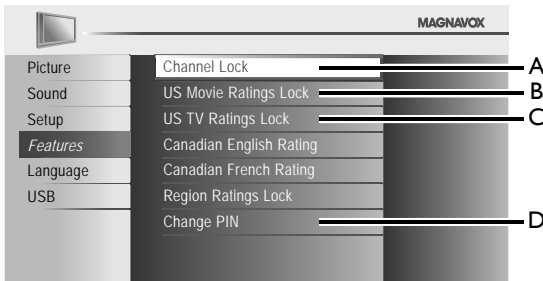 MAGNAVOX
Picture
Sound
Setup
Features
Language
USB
Channel Lock
US Movie Ratings Lock
US TV Ratings Lock
Canadian English Rating
Canadian French Rating
Region Ratings Lock
Change PIN
A
B
C
D